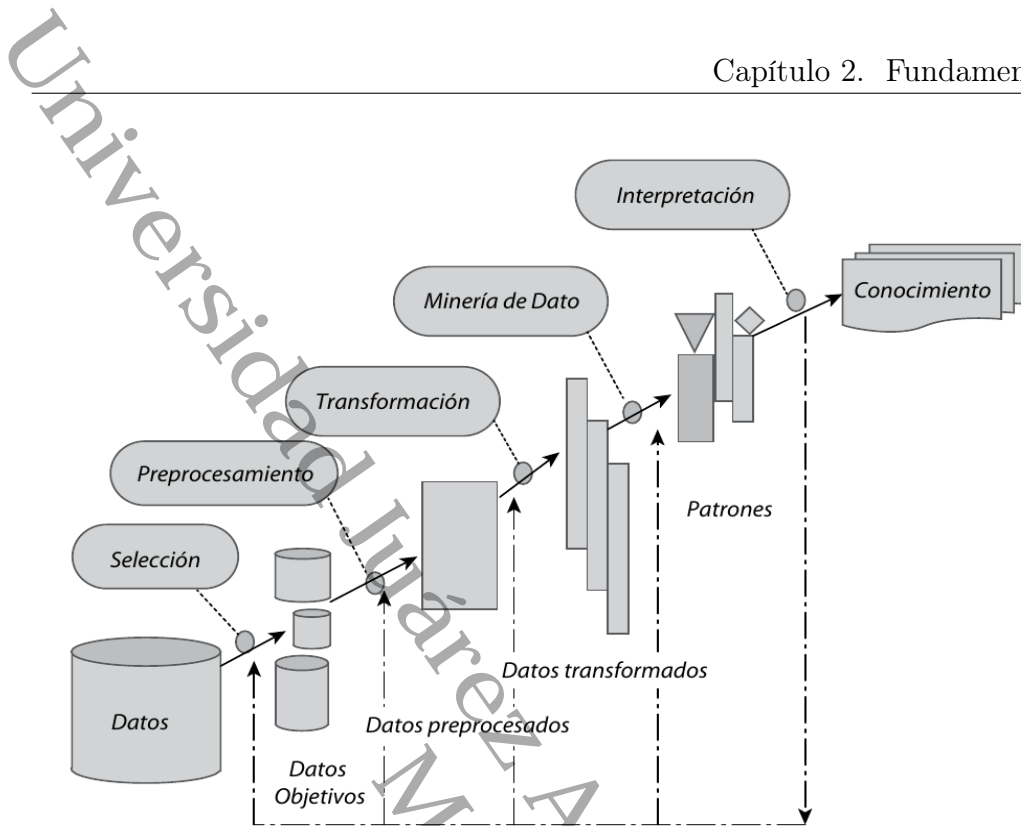 Capítulo 2. Fundamen
Interpretación
Conocimiento
Minería de Dato
Transformación
Preprocesamiento
Patrones
Selección
Datos transformados
Datos
Datos preprocesados
Datos
Objetivos
Universidad Juárez A
M